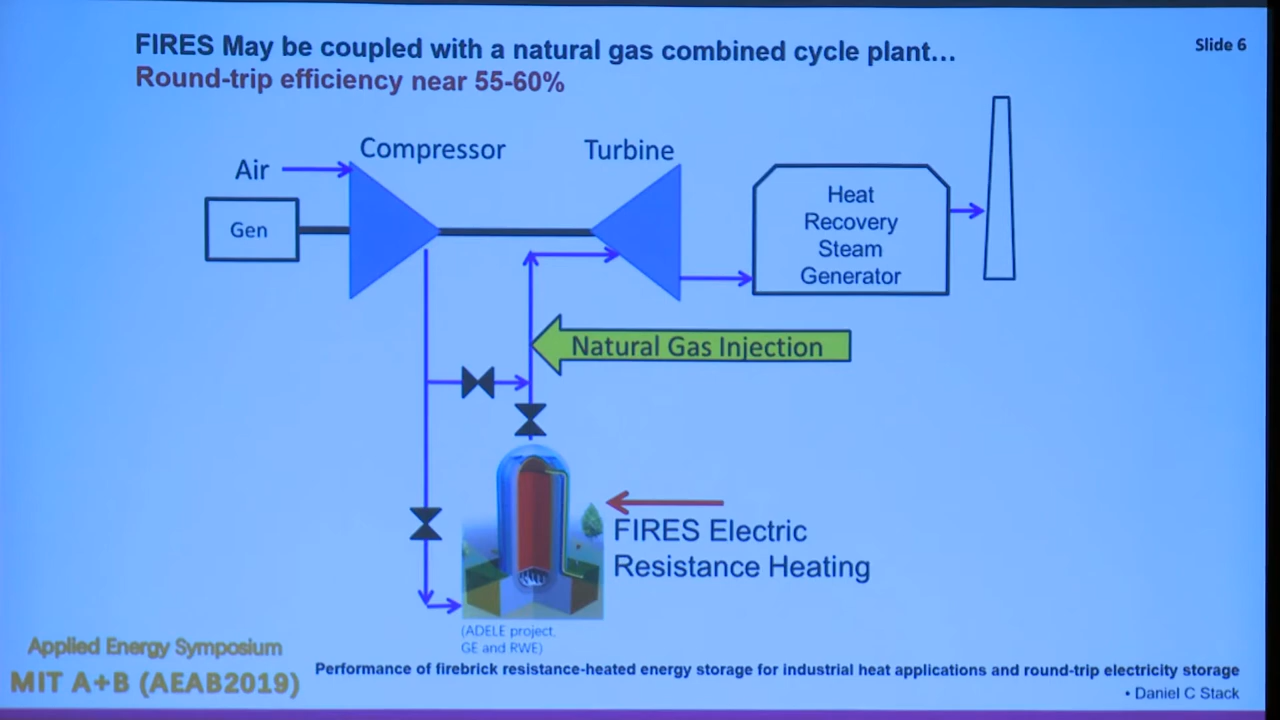 FIRES May be coupled with a natural gas combined cycle plant...
Slide 6
Round-trip efficiency near 55-60%
Compressor
Turbine
Air
Gen
Heat
Recovery
Steam
Generator
Natural Gas Injection
FIRES Electric
Resistance Heating
(ADELE project,
GE and RWE)
Applied Energy Symposium
MIT A+B (AEAB2019)
Performance of firebrick resistance-heated energy storage for industrial heat applications and round-trip electricity storage
• Daniel C Stack